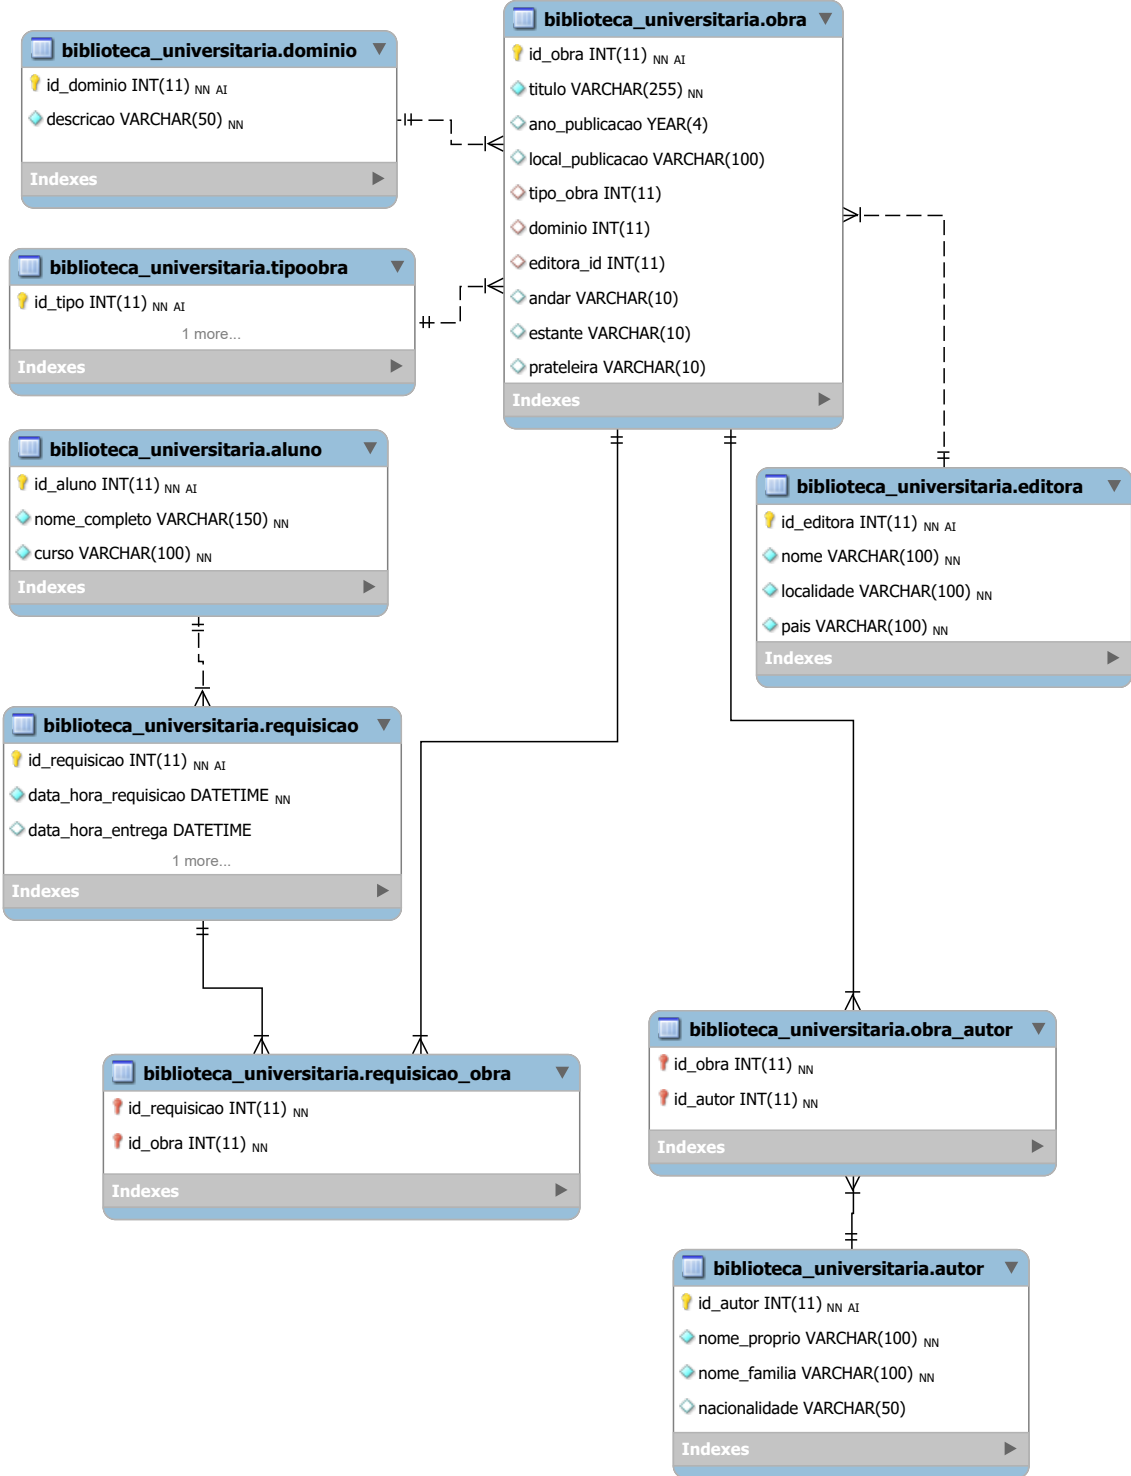 biblioteca_universitaria.dominio
id_dominio INT(11) NN AI
descricao VARCHAR(50) NN
Indexes
biblioteca_universitaria.obra
id_obra INT(11) NN AI
titulo VARCHAR(255) NN
ano_publicacao YEAR(4)
local_publicacao VARCHAR(100)
tipo_obra INT(11)
dominio INT(11)
editora_id INT(11)
andar VARCHAR(10)
estante VARCHAR(10)
prateleira VARCHAR(10)
Indexes
biblioteca_universitaria.tipoobra
id_tipo INT(11) NN AI
1 more...
Indexes
biblioteca_universitaria.aluno
id_aluno INT(11) NN AI
nome_completo VARCHAR(150) NN
curso VARCHAR(100) NN
Indexes
biblioteca_universitaria.editora
id_editora INT(11) NN AI
nome VARCHAR(100) NN
localidade VARCHAR(100) NN
pais VARCHAR(100) NN
Indexes
biblioteca_universitaria.requisicao
id_requisicao INT(11) NN AI
data_hora_requisicao DATETIME NN
data_hora_entrega DATETIME
1 more...
Indexes
biblioteca_universitaria.requisicao_obra
id_requisicao INT(11) NN
id_obra INT(11) NN
Indexes
biblioteca_universitaria.obra_autor
id_obra INT(11) NN
id_autor INT(11) NN
Indexes
biblioteca_universitaria.autor
id_autor INT(11) NN AI
nome_proprio VARCHAR(100) NN
nome_familia VARCHAR(100) NN
nacionalidade VARCHAR(50)
Indexes